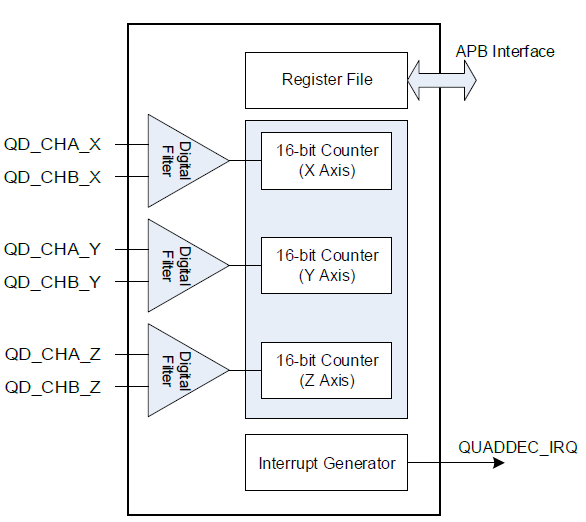 APB Interface
Register File
QD_CHA_X
QD_CHB_X
Digital
Filter
16-bit Counter
(X Axis)
QD_CHA_Y
QD_CHB_Y
Digital
Filter
16-bit Counter
(Y Axis)
QD_CHA_Z
QD_CHB_Z
Digital
Filter
16-bit Counter
(Z Axis)
Interrupt Generator
QUADDEC_IRQ